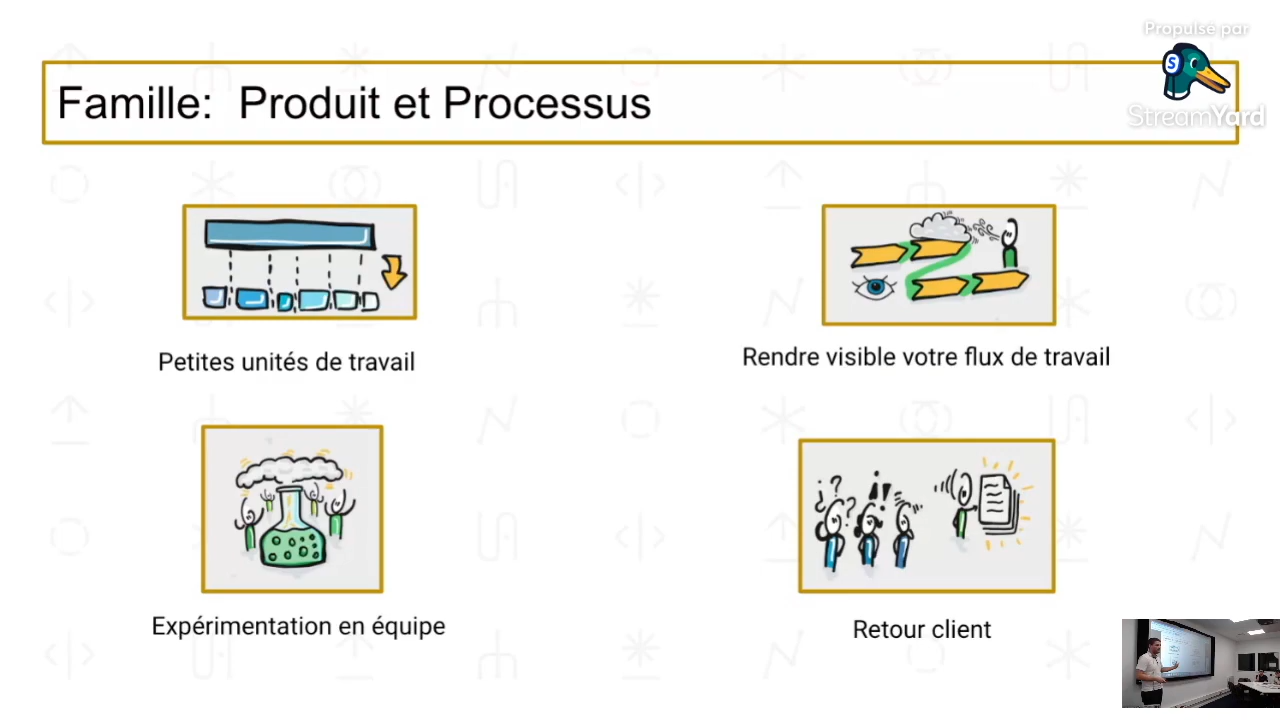 Propulsé par
StreamYard
Famille: Produit et Processus
Petites unités de travail
Rendre visible votre flux de travail
Expérimentation en équipe
Retour client